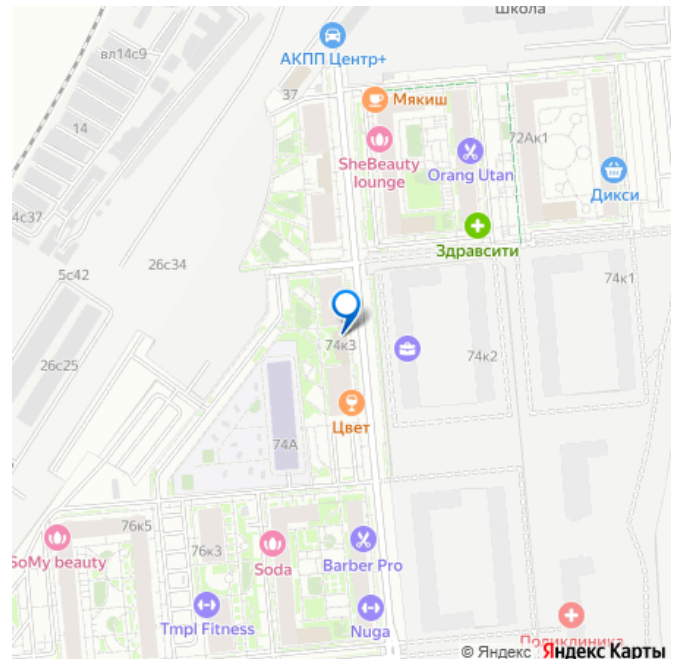 школа
вл14с9
АКПП Центр+
37
Мякиш
14
72Ак1
SheBeauty
lounge
Orang Utan
Дикси
4с37
Здравсити
26с34
5с42
74к1
74к3
74к2
26с25
Цвет
74А
76к5
76к3
SoMy beauty
Soda
Barber Pro
Tmpl Fitness
Nuga
Поликлиника
© Яндекс Яндекс Карты